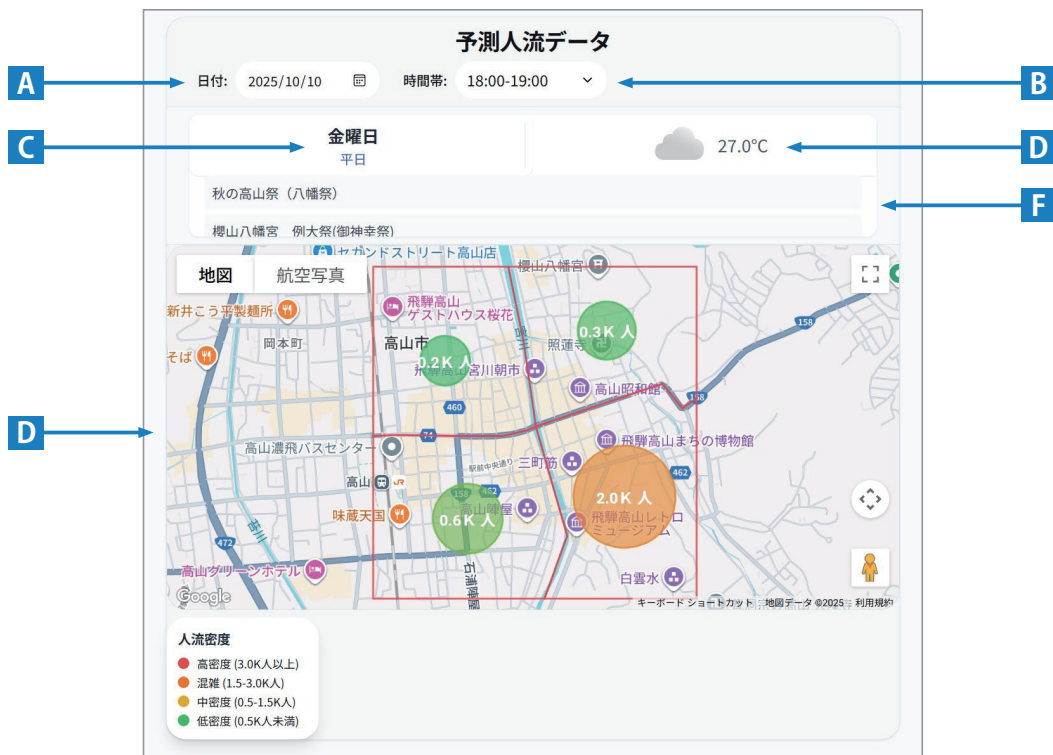 予測人流データ
A
日付:
2025/10/10
時間帯:
18:00-19:00
B
C
金曜日
平日
27.0°C
D
秋の高山祭（八幡祭）
F
櫻山八幡宮　例大祭(御神幸祭)
セカンドストリート高山店
地図
航空写真
櫻山八幡宮
新井こう平製麺所
飛騨高山
ゲストハウス桜花
宮川
0.3K 人
158
岡本町
高山市
照蓮寺
そば
0.2K 人
飛騨高山宮川朝市
高山昭和館
158
460
D
74
飛騨高山まちの博物館
高山濃飛バスセンター
駅前中央通り
三町筋
462
高山
JR
158
462
2.0K 人
味蔵天国
高山陣屋
0.6K 人
飛騨高山レトロ
ミュージアム
472
宮川
高山グリーンホテル
石浦陣屋
白雲水
Google
キーボード ショートカット
地図データ ©2025
利用規約
人流密度
高密度 (3.0K人以上)
混雑 (1.5-3.0K人)
中密度 (0.5-1.5K人)
低密度 (0.5K人未満)